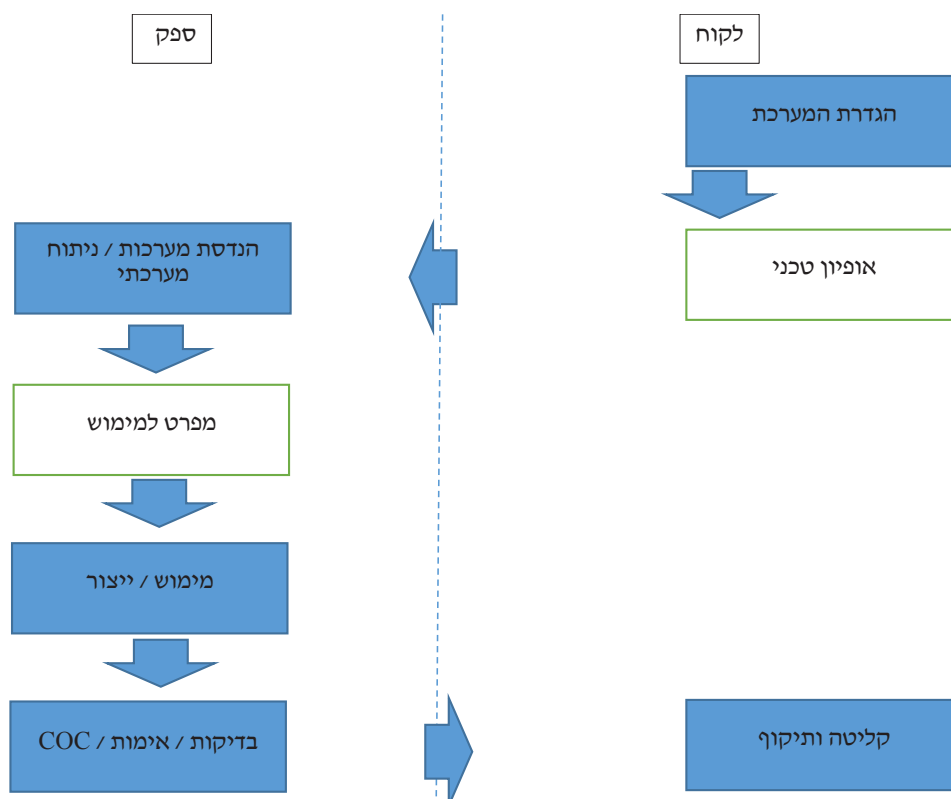 לקוח
ספק
הגדרת המערכת
אופיון טכני
הנדסת מערכות / ניתוח
מערכתי
מפרט למימוש
מימוש / ייצור
בדיקות / אימות / COC
קליטה ותיקוף